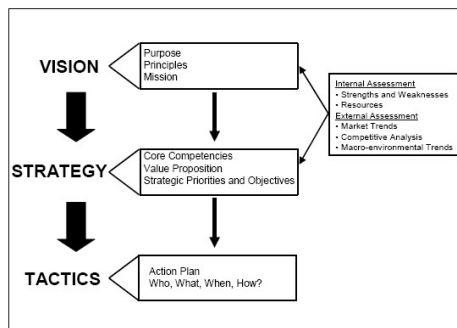 VISION
Purpose
Principles
Mission
Internal Assessment
• Strengths and Weaknesses
• Resources
External Assessment
• Market Trends
• Competitive Analysis
• Macro-environmental Trends
STRATEGY
Core Competencies
Value Proposition
Strategic Priorities and Objectives
TACTICS
Action Plan
Who, What, When, How?